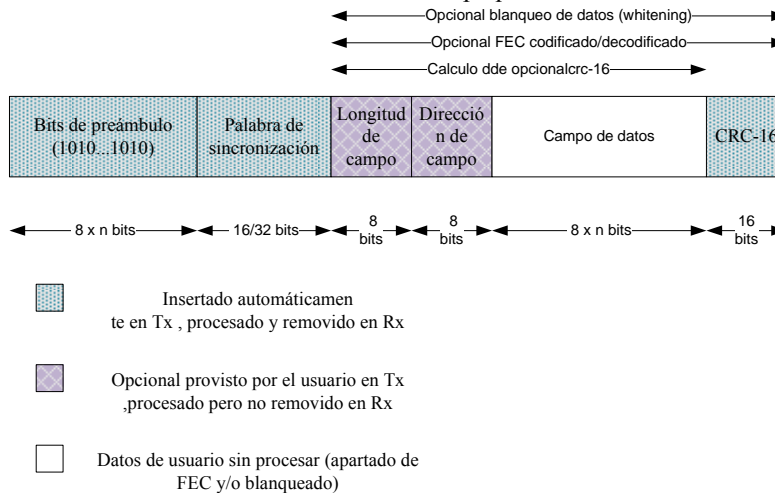 Opcional blanqueo de datos (whitening)
Opcional FEC codificado/decodificado
Calculo dde opcionalcrc-16
Bits de preámbulo
(1010...1010)
Palabra de
sincronización
Longitud
de
campo
Direcció
n de
campo
Campo de datos
CRC-16
8 x n bits
16/32 bits
8
bits
8
bits
8 x n bits
16
bits
Insertado automáticamen
te en Tx , procesado y removido en Rx
Opcional provisto por el usuario en Tx
,procesado pero no removido en Rx
Datos de usuario sin procesar (apartado de
FEC y/o blanqueado)